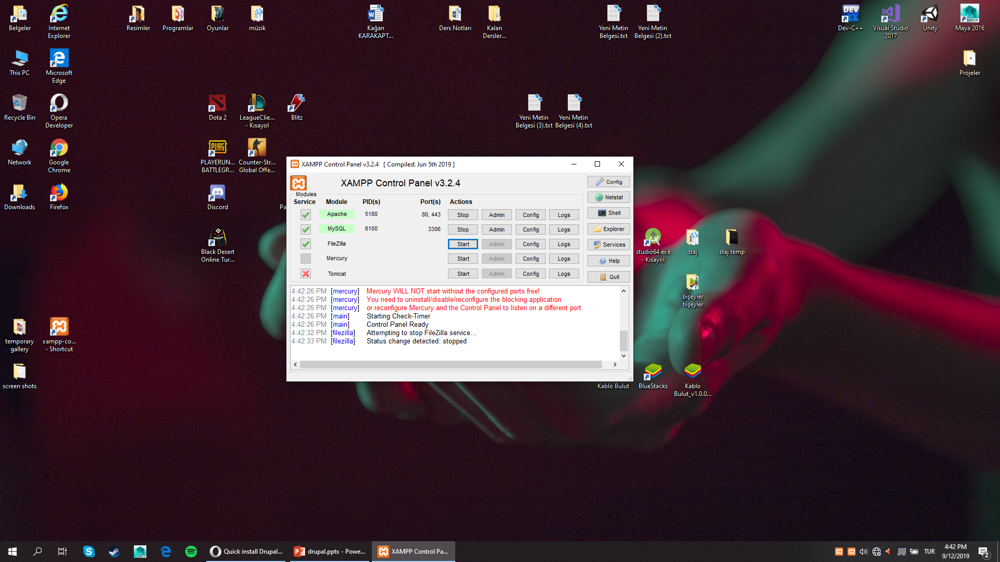 Belgeler
Internet
Explorer
Resimler
Programlar
Oyunlar
müzik
Kağan
KARAKAPT...
Ders Notları
Kalan
Dersler...
Yeni Metin
Belgesi.txt
Yeni Metin
Belgesi (2).txt
DEV
Dev-C++
Visual Studio
2017
Unity
MAYA
Maya 2016
This PC
Microsoft
Edge
Projeler
Recycle Bin
Opera
Developer
Dota 2
LeagueClie...
- Kısayol
Blitz
Yeni Metin
Belgesi (3).txt
Yeni Metin
Belgesi (4).txt
Network
Google
Chrome
PUBG
PLAYERUN...
BATTLEGR...
Counter-Str...
Global Offe...
Downloads
Firefox
Discord
Pa
Black Desert
Online Tur...
XAMPP Control Panel v3.2.4 [ Compiled: Jun 5th 2019 ]
XAMPP Control Panel v3.2.4
Config
Modules
Service Module PID(s) Port(s) Actions
Netstat
Apache 5180 80, 443 Stop Admin Config Logs
Shell
MySQL 6100 3306 Stop Admin Config Logs
Explorer
FileZilla Start Admin Config Logs
Services
Mercury Start Admin Config Logs
Help
Tomcat Start Admin Config Logs
Quit
4:42:26 PM [mercury] Mercury WILL NOT start without the configured ports free!
4:42:26 PM [mercury] You need to uninstall/disable/reconfigure the blocking application
4:42:26 PM [mercury] or reconfigure Mercury and the Control Panel to listen on a different port
4:42:26 PM [main] Starting Check-Timer
4:42:26 PM [main] Control Panel Ready
4:42:32 PM [filezilla] Attempting to stop FileZilla service...
4:42:33 PM [filezilla] Status change detected: stopped
studio64.exe
- Kısayol
staj
staj temp
bişeyler
bişeyler
temporary
gallery
xampp-co...
- Shortcut
screen shots
Kablo Bulut
BlueStacks
Kablo
Bulut_v1.0.0...
Quick install Drupal...
drupal.pptx - Powe...
XAMPP Control Pa...
TUR
4:42 PM
9/12/2019
2